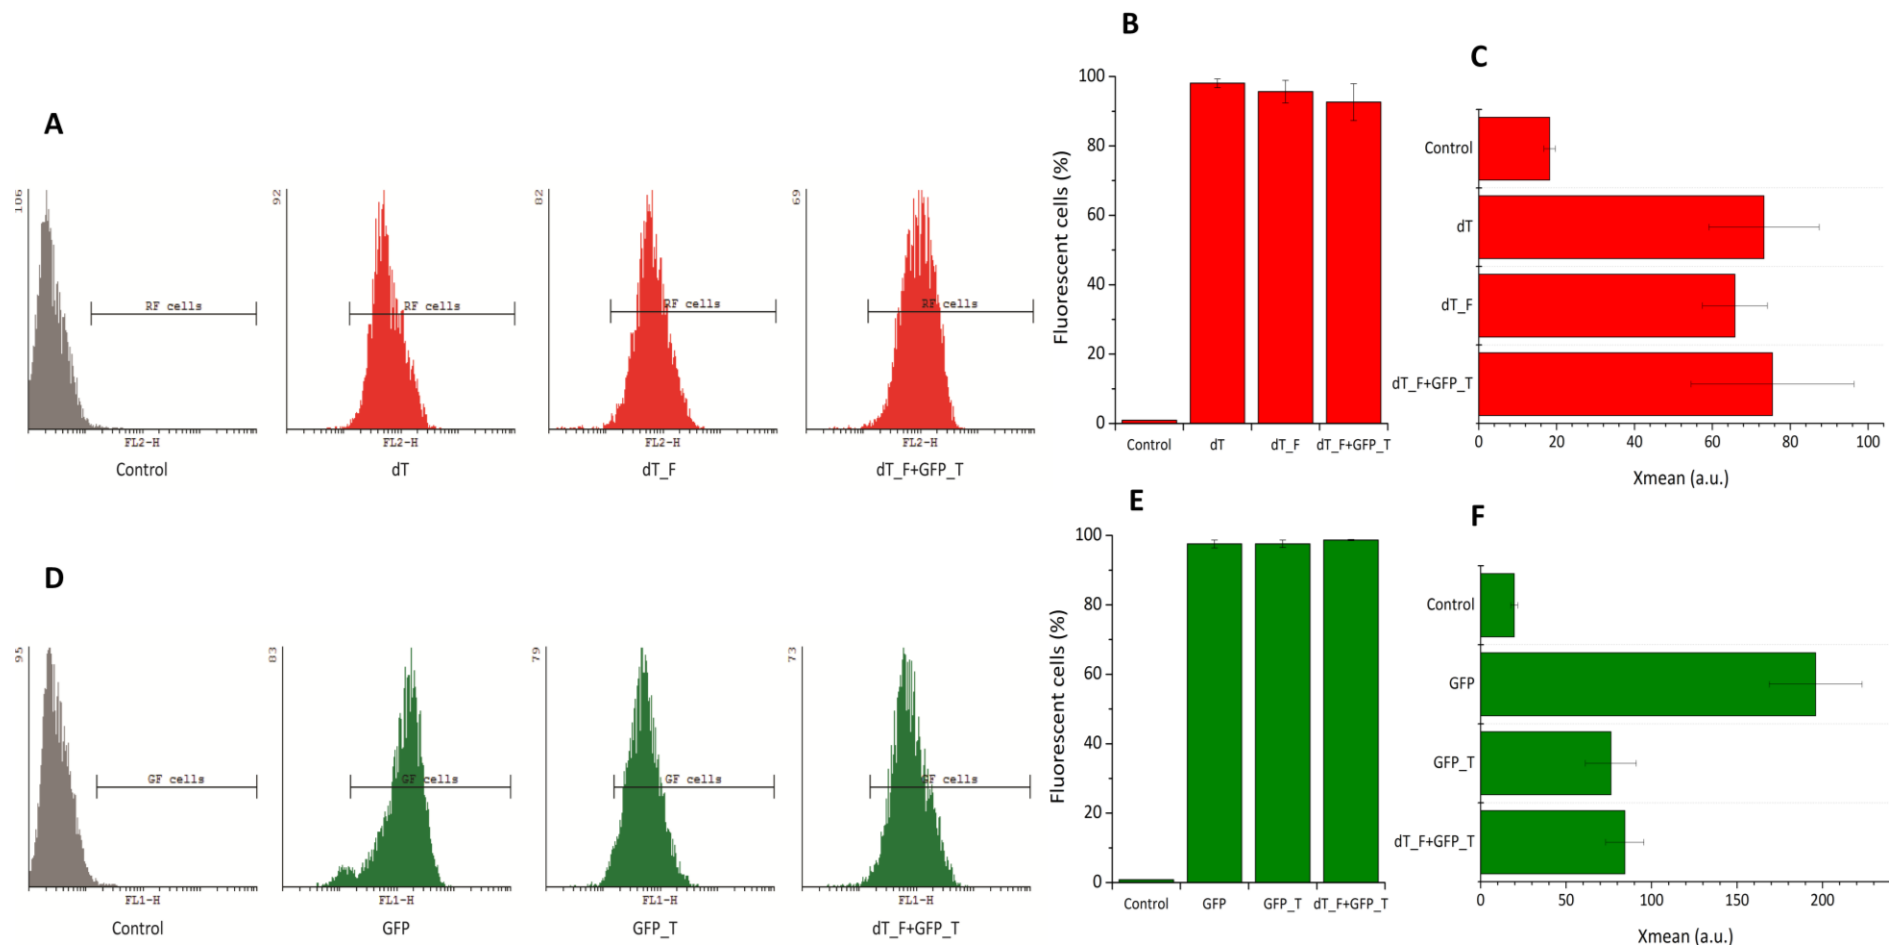 A
106
RF cells
FL2-H
Control
92
RF cells
FL2-H
dT
82
RF cells
FL2-H
dT_F
69
RF cells
FL2-H
dT_F+GFP_T
B
Fluorescent cells (%)
100
80
60
40
20
0
Control dT dT_F dT_F+GFP_T
C
Control
dT
dT_F
dT_F+GFP_T
0 20 40 60 80 100
Xmean (a.u.)
D
95
GF cells
FL1-H
Control
83
GF cells
FL1-H
GFP
79
GF cells
FL1-H
GFP_T
73
GF cells
FL1-H
dT_F+GFP_T
E
Fluorescent cells (%)
100
80
60
40
20
0
Control GFP GFP_T dT_F+GFP_T
F
Control
GFP
GFP_T
dT_F+GFP_T
0 50 100 150 200
Xmean (a.u.)